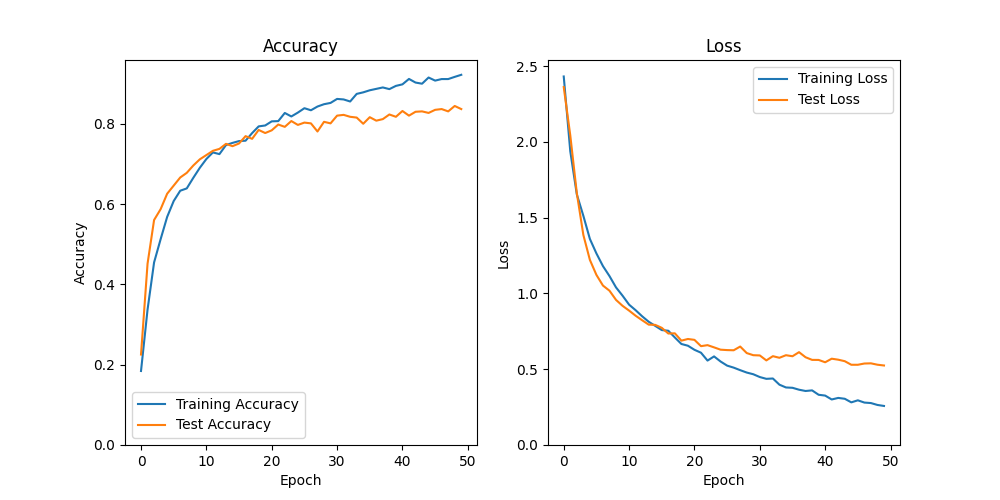 Accuracy
Accuracy
0.8
0.6
0.4
0.2
0.0
0 10 20 30 40 50
Epoch
Training Accuracy
Test Accuracy
Loss
Loss
2.5
2.0
1.5
1.0
0.5
0.0
0 10 20 30 40 50
Epoch
Training Loss
Test Loss